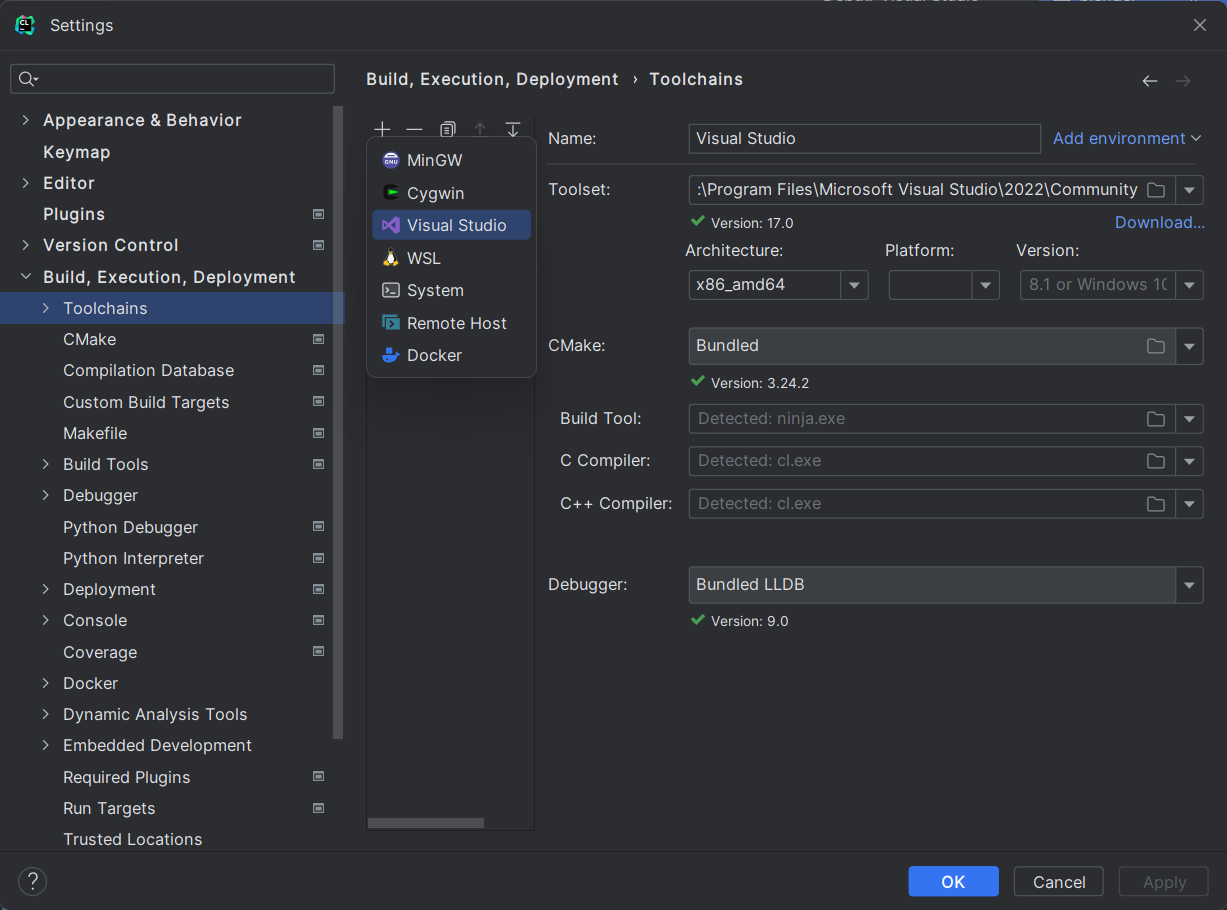 Settings
Build, Execution, Deployment › Toolchains
Appearance & Behavior
Keymap
Editor
Plugins
Version Control
Build, Execution, Deployment
Toolchains
CMake
Compilation Database
Custom Build Targets
Makefile
Build Tools
Debugger
Python Debugger
Python Interpreter
Deployment
Console
Coverage
Docker
Dynamic Analysis Tools
Embedded Development
Required Plugins
Run Targets
Trusted Locations
MinGW
Cygwin
Visual Studio
WSL
System
Remote Host
Docker
Name: Visual Studio Add environment
Toolset: :\Program Files\Microsoft Visual Studio\2022\Community
Version: 17.0 Download...
Architecture: Platform: Version:
x86_amd64 8.1 or Windows 10
CMake: Bundled
Version: 3.24.2
Build Tool: Detected: ninja.exe
C Compiler: Detected: cl.exe
C++ Compiler: Detected: cl.exe
Debugger: Bundled LLDB
Version: 9.0
? OK Cancel Apply